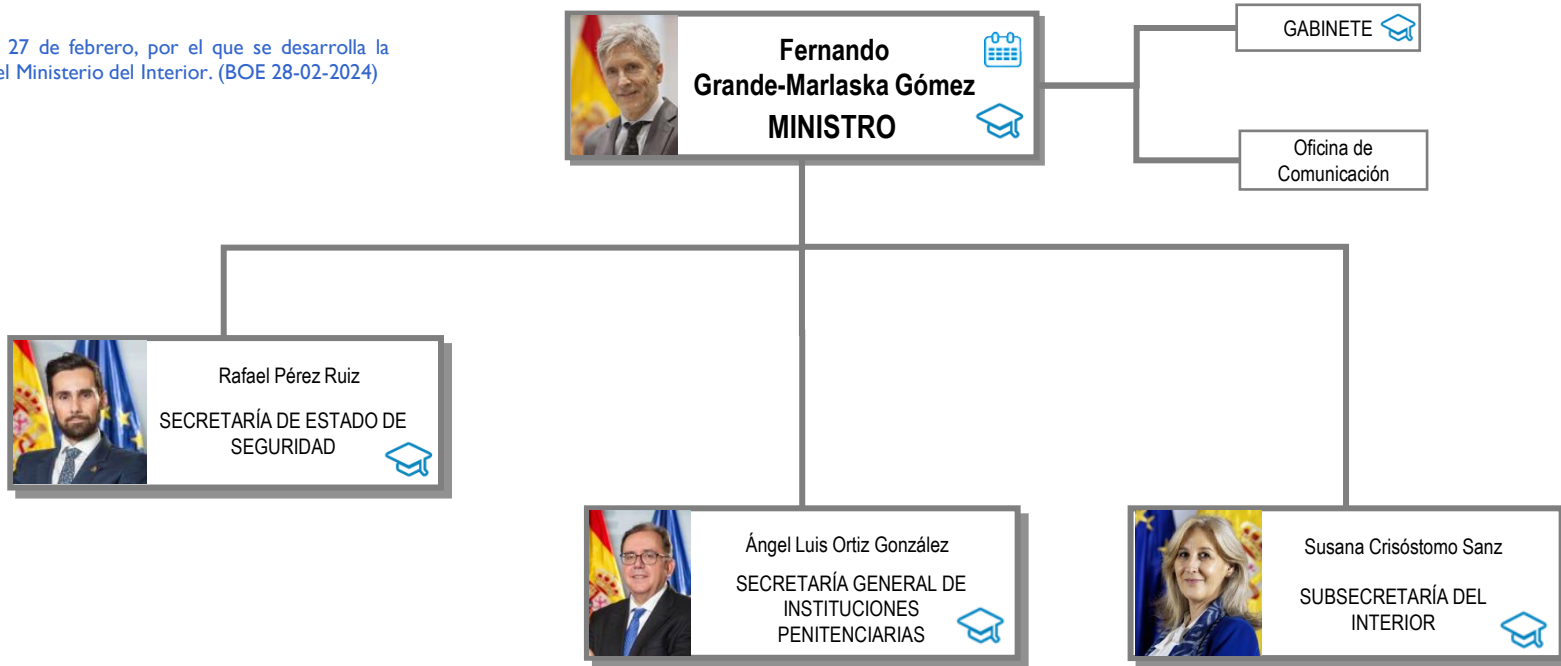 27 de febrero, por el que se desarrolla la
el Ministerio del Interior. (BOE 28-02-2024)
Fernando
Grande-Marlaska Gómez
MINISTRO
GABINETE
Oficina de
Comunicación
Rafael Pérez Ruiz
SECRETARÍA DE ESTADO DE
SEGURIDAD
Ángel Luis Ortiz González
SECRETARÍA GENERAL DE
INSTITUCIONES
PENITENCIARIAS
Susana Crisóstomo Sanz
SUBSECRETARÍA DEL
INTERIOR